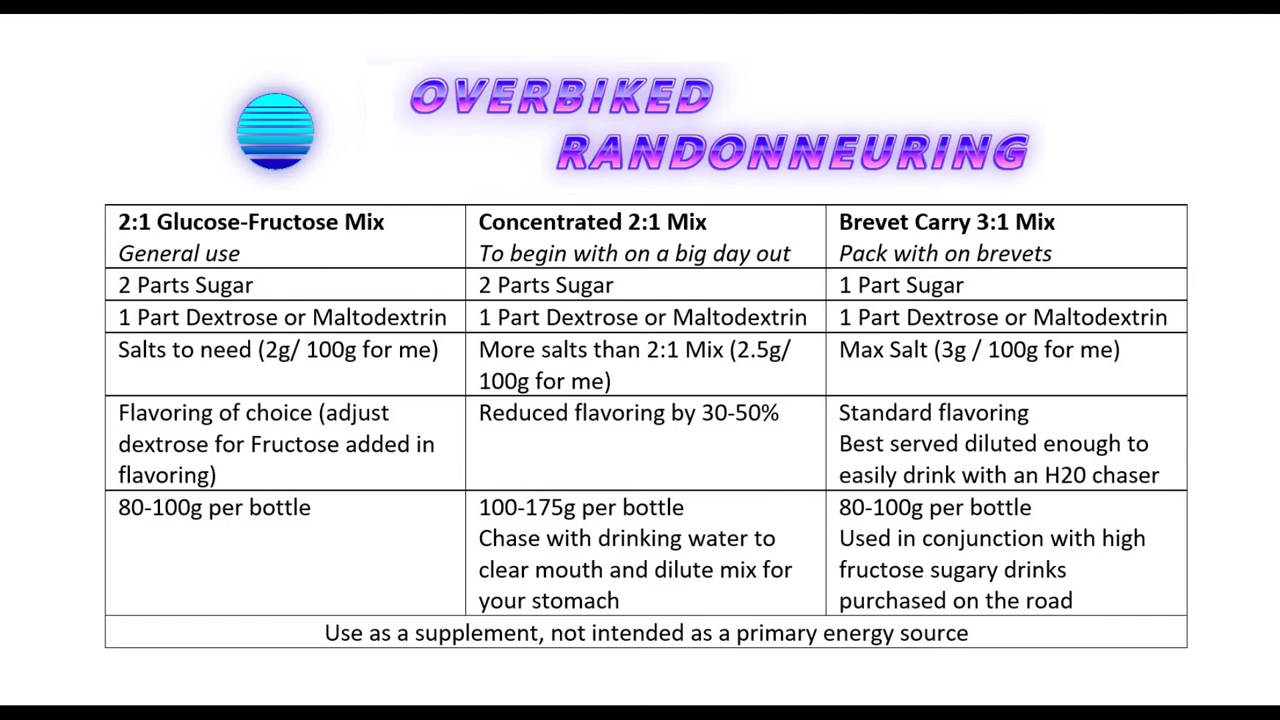 OVERBIKED
RANDONNEURING
2:1 Glucose-Fructose Mix
General use
Concentrated 2:1 Mix
To begin with on a big day out
Brevet Carry 3:1 Mix
Pack with on brevets
2 Parts Sugar
2 Parts Sugar
1 Part Sugar
1 Part Dextrose or Maltodextrin
1 Part Dextrose or Maltodextrin
1 Part Dextrose or Maltodextrin
Salts to need (2g/ 100g for me)
More salts than 2:1 Mix (2.5g/
100g for me)
Max Salt (3g / 100g for me)
Flavoring of choice (adjust
dextrose for Fructose added in
flavoring)
Reduced flavoring by 30-50%
Standard flavoring
Best served diluted enough to
easily drink with an H20 chaser
80-100g per bottle
100-175g per bottle
Chase with drinking water to
clear mouth and dilute mix for
your stomach
80-100g per bottle
Used in conjunction with high
fructose sugary drinks
purchased on the road
Use as a supplement, not intended as a primary energy source